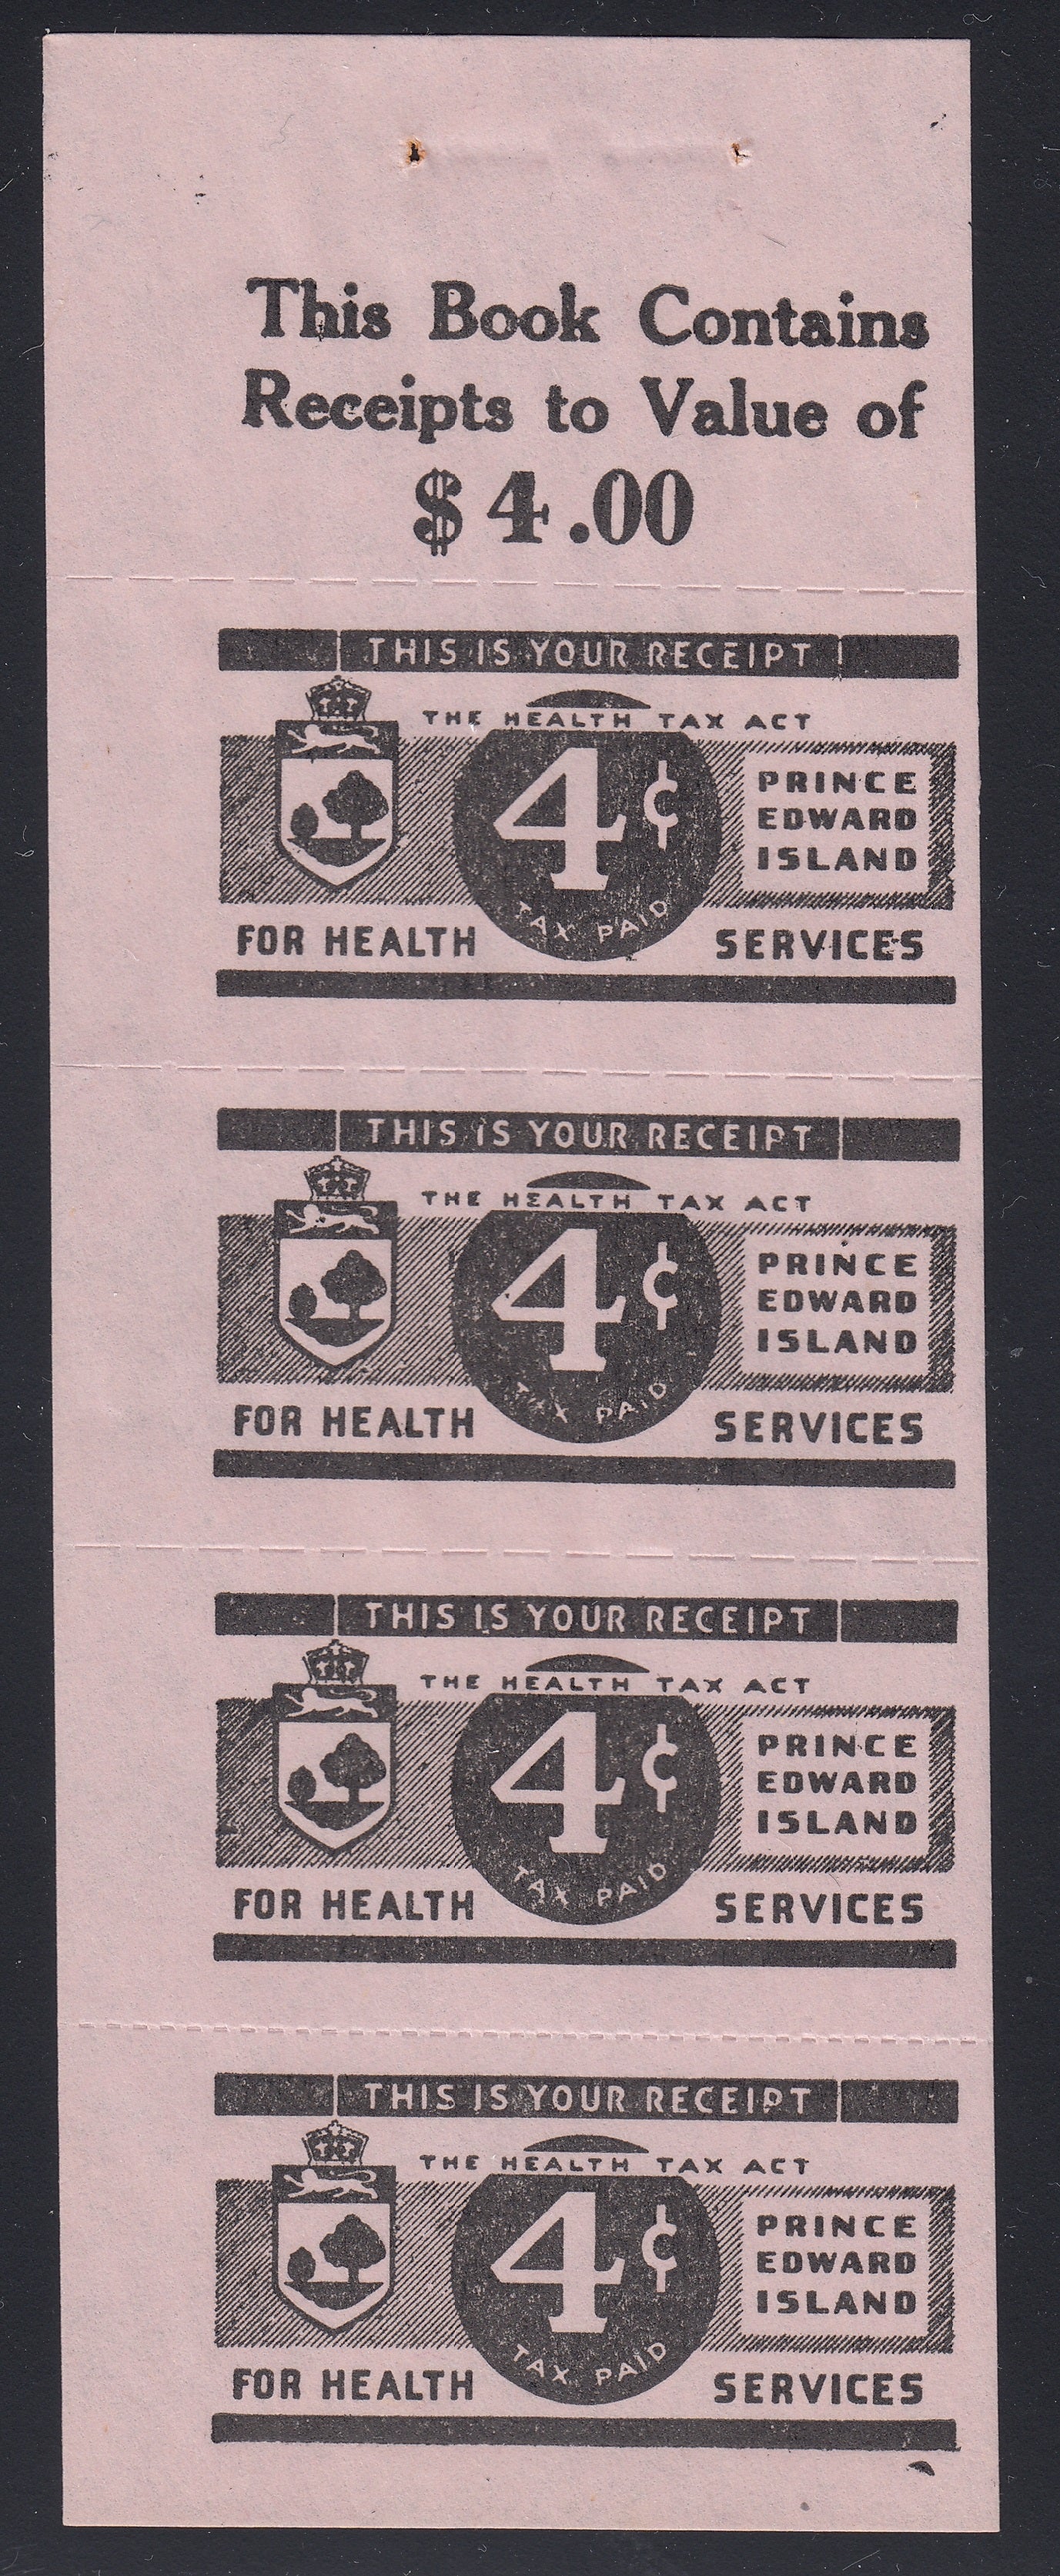 This Book Contains
Receipts to Value of
$4.00
THIS IS YOUR RECEIPT
THE HEALTH TAX ACT
4¢
PRINCE
EDWARD
ISLAND
TAX PAID
FOR HEALTH SERVICES
THIS IS YOUR RECEIPT
THE HEALTH TAX ACT
4¢
PRINCE
EDWARD
ISLAND
TAX PAID
FOR HEALTH SERVICES
THIS IS YOUR RECEIPT
THE HEALTH TAX ACT
4¢
PRINCE
EDWARD
ISLAND
TAX PAID
FOR HEALTH SERVICES
THIS IS YOUR RECEIPT
THE HEALTH TAX ACT
4¢
PRINCE
EDWARD
ISLAND
TAX PAID
FOR HEALTH SERVICES